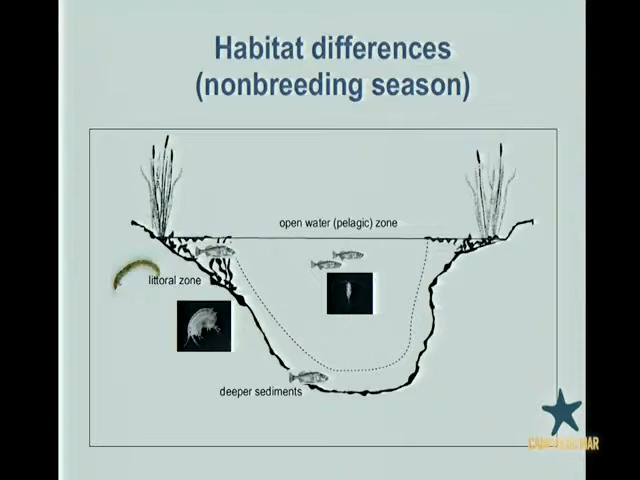 Habitat differences
(nonbreeding season)
open water (pelagic) zone
littoral zone
deeper sediments